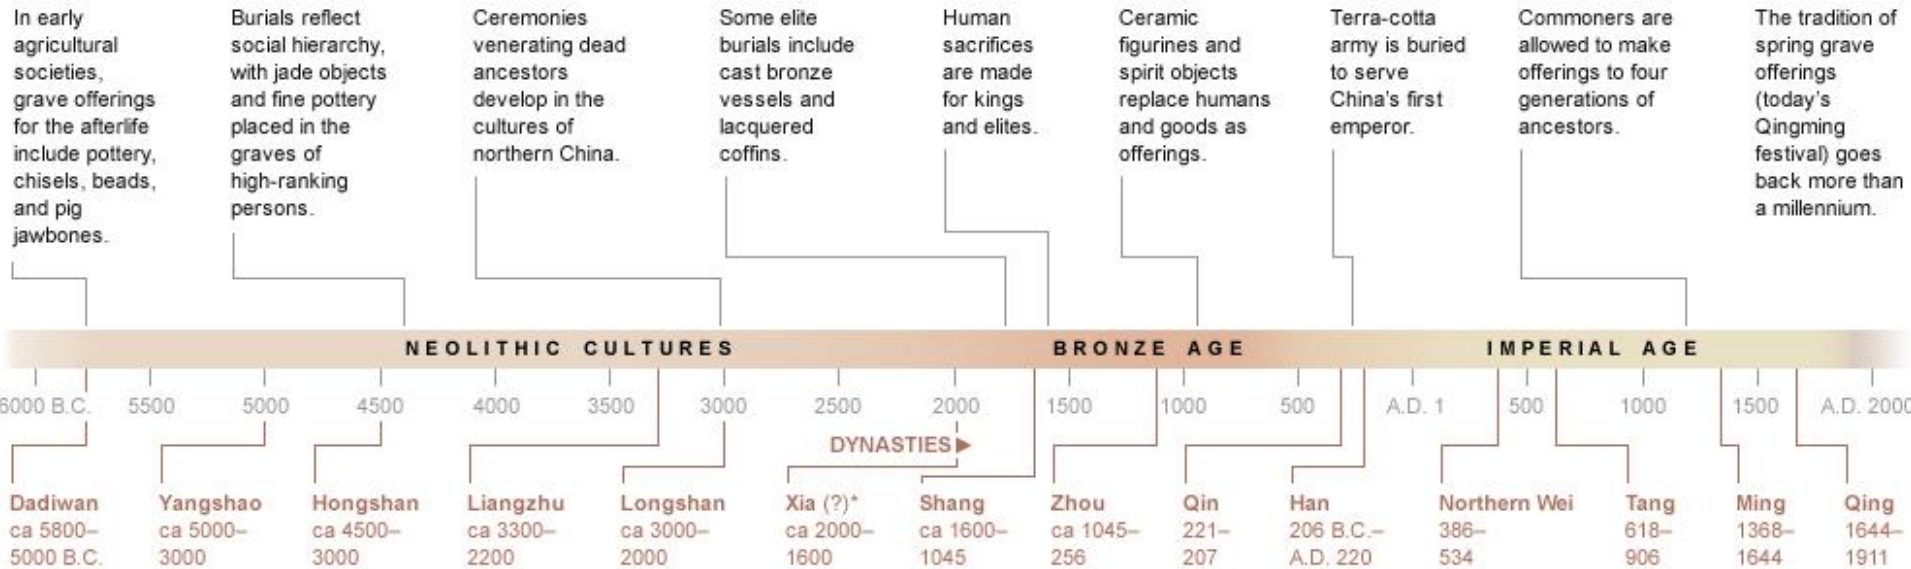 In early
agricultural
societies,
grave offerings
for the afterlife
include pottery,
chisels, beads,
and pig
jawbones.
Burials reflect
social hierarchy,
with jade objects
and fine pottery
placed in the
graves of
high-ranking
persons.
Ceremonies
venerating dead
ancestors
develop in the
cultures of
northern China.
Some elite
burials include
cast bronze
vessels and
lacquered
coffins.
Human
sacrifices
are made
for kings
and elites.
Ceramic
figurines and
spirit objects
replace humans
and goods as
offerings.
Terra-cotta
army is buried
to serve
China's first
emperor.
Commoners are
allowed to make
offerings to four
generations of
ancestors.
The tradition of
spring grave
offerings
(today's
Qingming
festival) goes
back more than
a millennium.
NEOLITHIC CULTURES BRONZE AGE IMPERIAL AGE
6000 B.C. 5500 5000 4500 4000 3500 3000 2500 2000 1500 1000 500 A.D. 1 500 1000 1500 A.D. 2000
DYNASTIES ▶
Dadiwan
ca 5800–
5000 B.C.
Yangshao
ca 5000–
3000
Hongshan
ca 4500–
3000
Liangzhu
ca 3300–
2200
Longshan
ca 3000–
2000
Xia (?)*
ca 2000–
1600
Shang
ca 1600–
1045
Zhou
ca 1045–
256
Qin
221–
207
Han
206 B.C.–
A.D. 220
Northern Wei
386–
534
Tang
618–
906
Ming
1368–
1644
Qing
1644–
1911